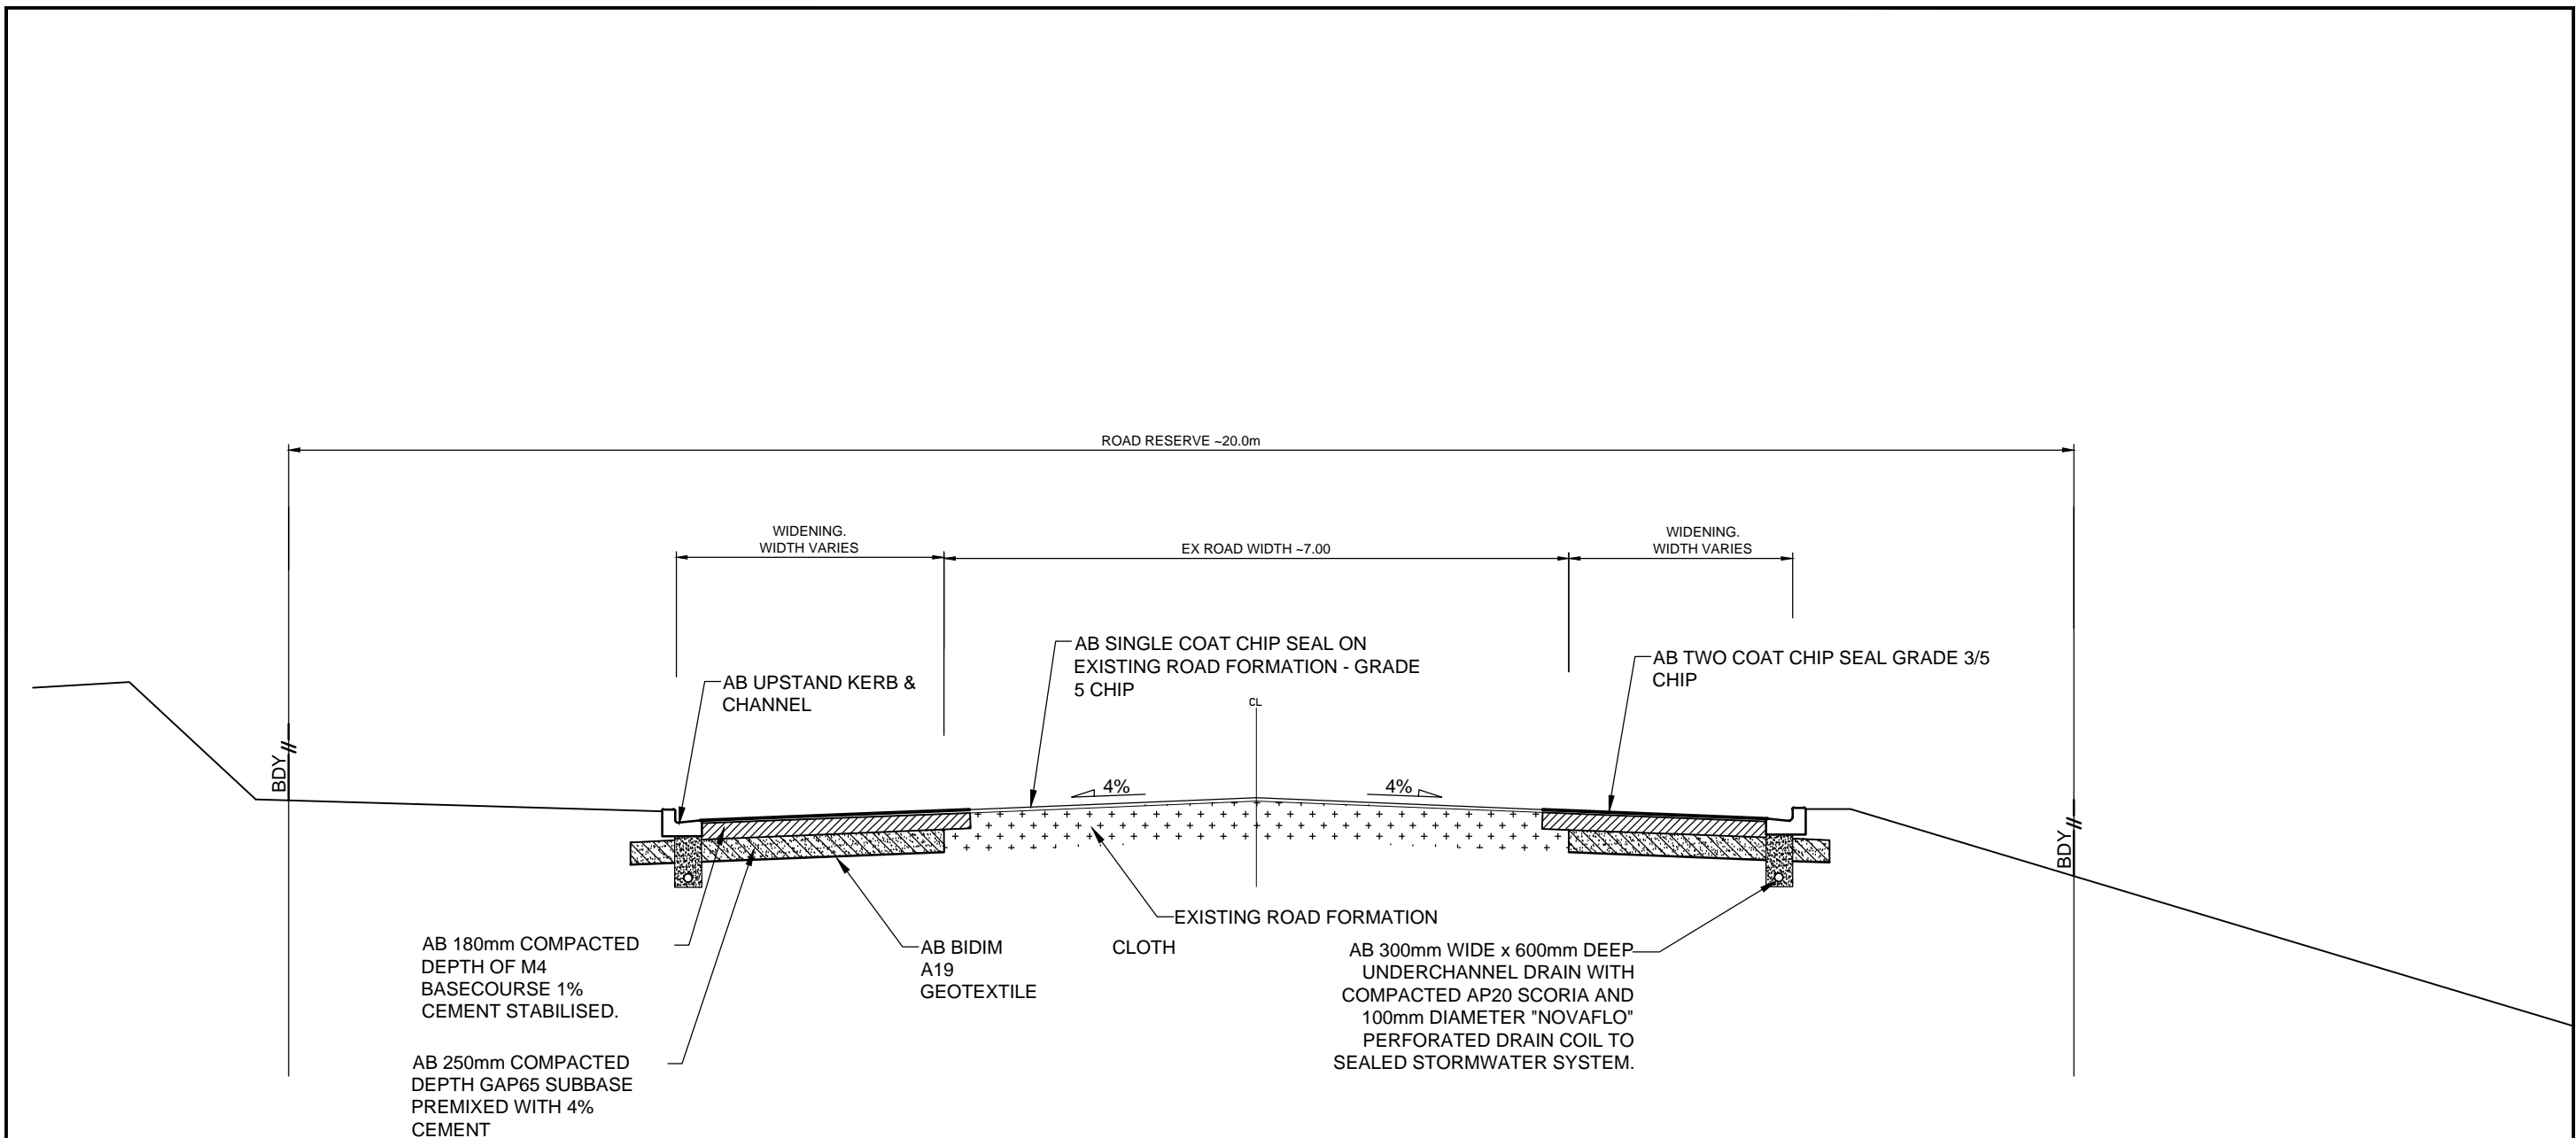 ROAD RESERVE ~20.0m
WIDENING.
WIDTH VARIES
EX ROAD WIDTH ~7.00
WIDENING.
WIDTH VARIES
AB UPSTAND KERB &
CHANNEL
AB SINGLE COAT CHIP SEAL ON
EXISTING ROAD FORMATION - GRADE
5 CHIP
AB TWO COAT CHIP SEAL GRADE 3/5
CHIP
CL
BDY
4%
4%
BDY
AB 180mm COMPACTED
DEPTH OF M4
BASECOURSE 1%
CEMENT STABILISED.
AB 250mm COMPACTED
DEPTH GAP65 SUBBASE
PREMIXED WITH 4%
CEMENT
AB BIDIM
A19
GEOTEXTILE
CLOTH
EXISTING ROAD FORMATION
AB 300mm WIDE x 600mm DEEP
UNDERCHANNEL DRAIN WITH
COMPACTED AP20 SCORIA AND
100mm DIAMETER "NOVAFLO"
PERFORATED DRAIN COIL TO
SEALED STORMWATER SYSTEM.